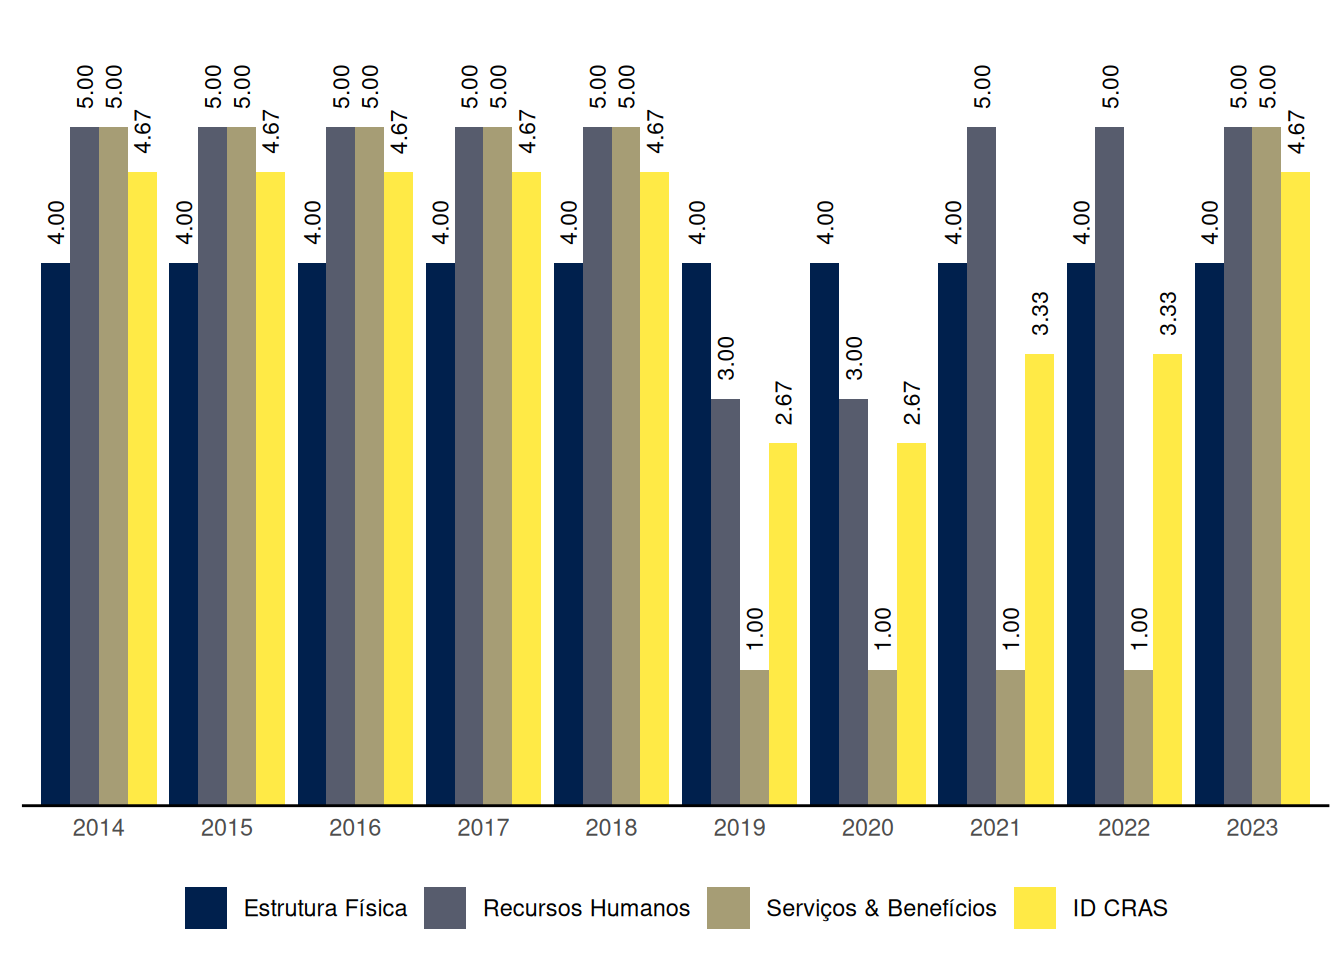 5.00 5.00 5.00 5.00 5.00 5.00 5.00 5.00 5.00 5.00 5.00 5.00 5.00 5.00
4.67 4.67 4.67 4.67 4.67 4.67
4.00 4.00 4.00 4.00 4.00 4.00 4.00 4.00 4.00 4.00
3.33 3.33
3.00 3.00
2.67 2.67
1.00 1.00 1.00 1.00
2014 2015 2016 2017 2018 2019 2020 2021 2022 2023
Estrutura Física Recursos Humanos Serviços & Benefícios ID CRAS